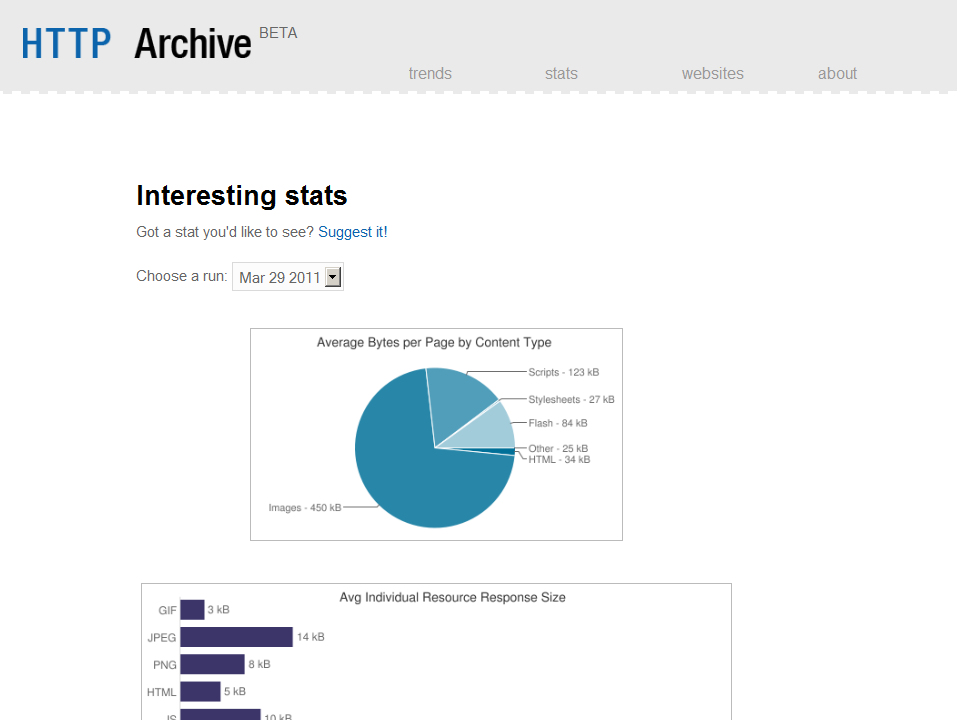 HTTP Archive BETA
trends stats websites about
Interesting stats
Got a stat you'd like to see? Suggest it!
Choose a run: Mar 29 2011
Average Bytes per Page by Content Type
Scripts - 123 kB
Stylesheets - 27 kB
Flash - 84 kB
Other - 25 kB
HTML - 34 kB
Images - 450 kB
Avg Individual Resource Response Size
GIF 3 kB
JPEG 14 kB
PNG 8 kB
HTML 5 kB
JS 10 kB